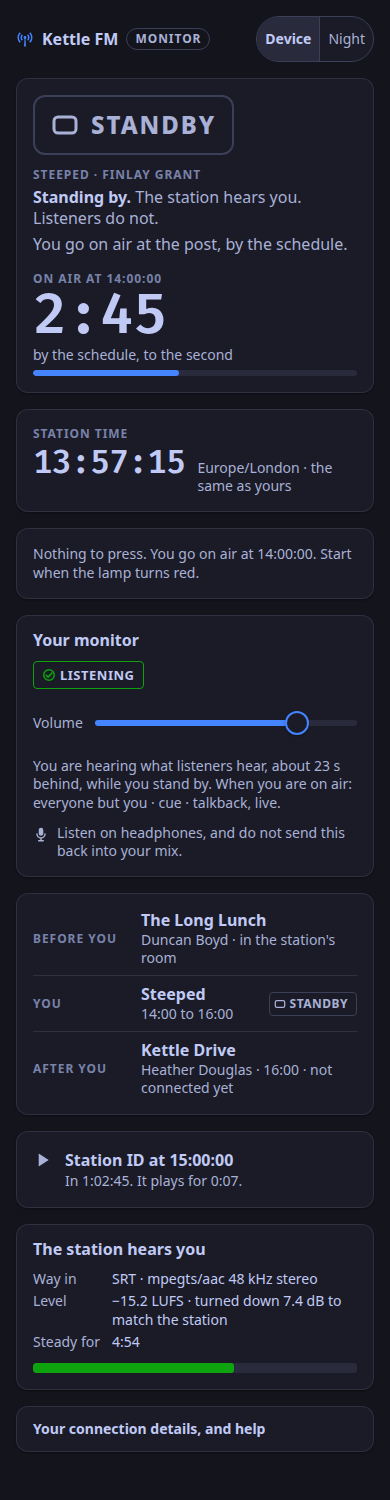 Kettle FM MONITOR Device Night
STANDBY
STEEPED · FINLAY GRANT
Standing by. The station hears you.
Listeners do not.
You go on air at the post, by the schedule.
ON AIR AT 14:00:00
2:45
by the schedule, to the second
STATION TIME
13:57:15 Europe/London · the
same as yours
Nothing to press. You go on air at 14:00:00. Start
when the lamp turns red.
Your monitor
LISTENING
Volume
You are hearing what listeners hear, about 23 s
behind, while you stand by. When you are on air:
everyone but you · cue · talkback, live.
Listen on headphones, and do not send this
back into your mix.
BEFORE YOU
The Long Lunch
Duncan Boyd · in the station's
room
YOU
Steeped
14:00 to 16:00
STANDBY
AFTER YOU
Kettle Drive
Heather Douglas · 16:00 · not
connected yet
Station ID at 15:00:00
In 1:02:45. It plays for 0:07.
The station hears you
Way in SRT · mpegts/aac 48 kHz stereo
Level −15.2 LUFS · turned down 7.4 dB to
match the station
Steady for 4:54
Your connection details, and help